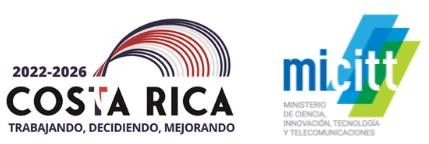 2022-2026
COSTA RICA
TRABAJANDO, DECIDIENDO, MEJORANDO
micitt
MINISTERIO
DE CIENCIA,
INNOVACIÓN, TECNOLOGÍA
Y TELECOMUNICACIONES